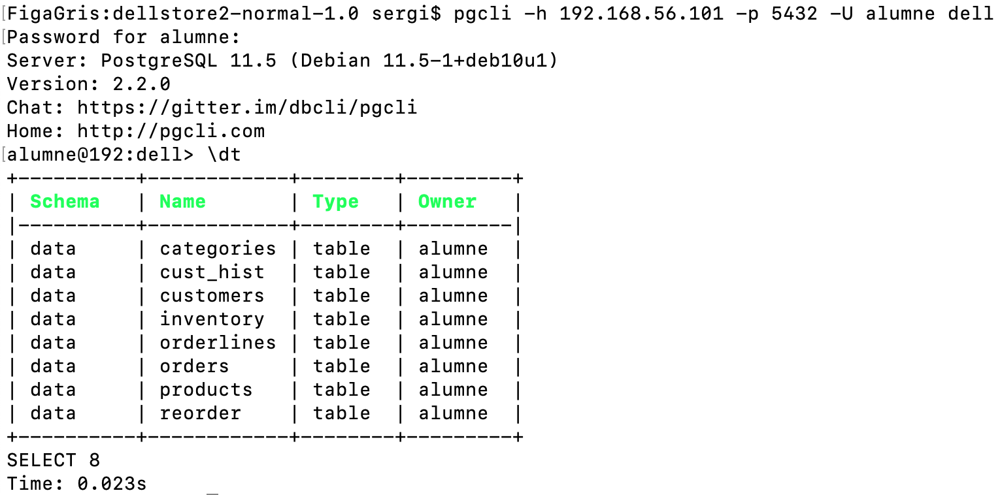 [FigaGris:dellstore2-normal-1.0 sergi$ pgcli -h 192.168.56.101 -p 5432 -U alumne dell
[Password for alumne:
Server: PostgreSQL 11.5 (Debian 11.5-1+deb10u1)
Version: 2.2.0
Chat: https://gitter.im/dbcli/pgcli
Home: http://pgcli.com
[alumne@192:dell> \dt
+----------+------------+--------+---------+
| Schema   | Name       | Type   | Owner   |
|----------+------------+--------+---------|
| data     | categories | table  | alumne  |
| data     | cust_hist  | table  | alumne  |
| data     | customers  | table  | alumne  |
| data     | inventory  | table  | alumne  |
| data     | orderlines | table  | alumne  |
| data     | orders     | table  | alumne  |
| data     | products   | table  | alumne  |
| data     | reorder    | table  | alumne  |
+----------+------------+--------+---------+
SELECT 8
Time: 0.023s